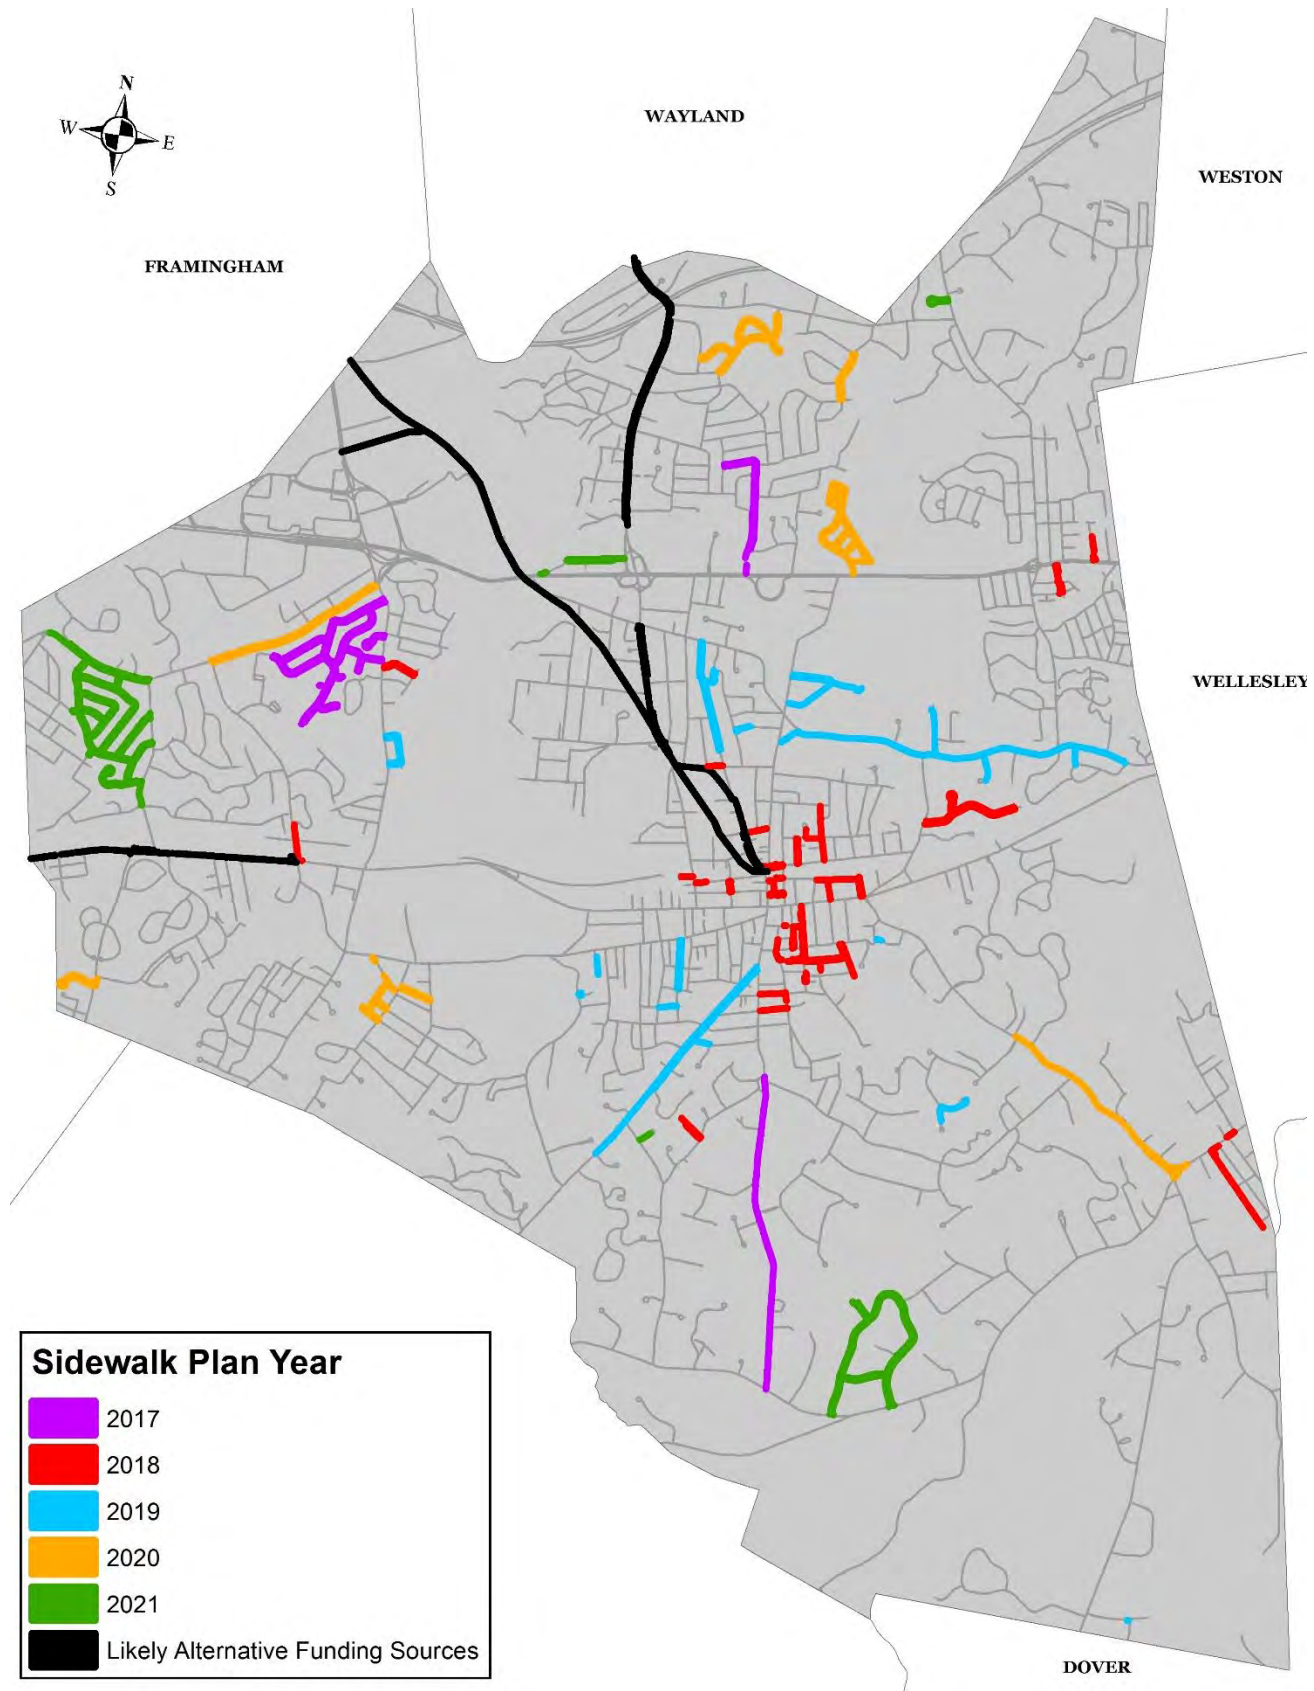 N
W
E
S
WAYLAND
WESTON
FRAMINGHAM
WELLESLEY
Sidewalk Plan Year
2017
2018
2019
2020
2021
Likely Alternative Funding Sources
DOVER